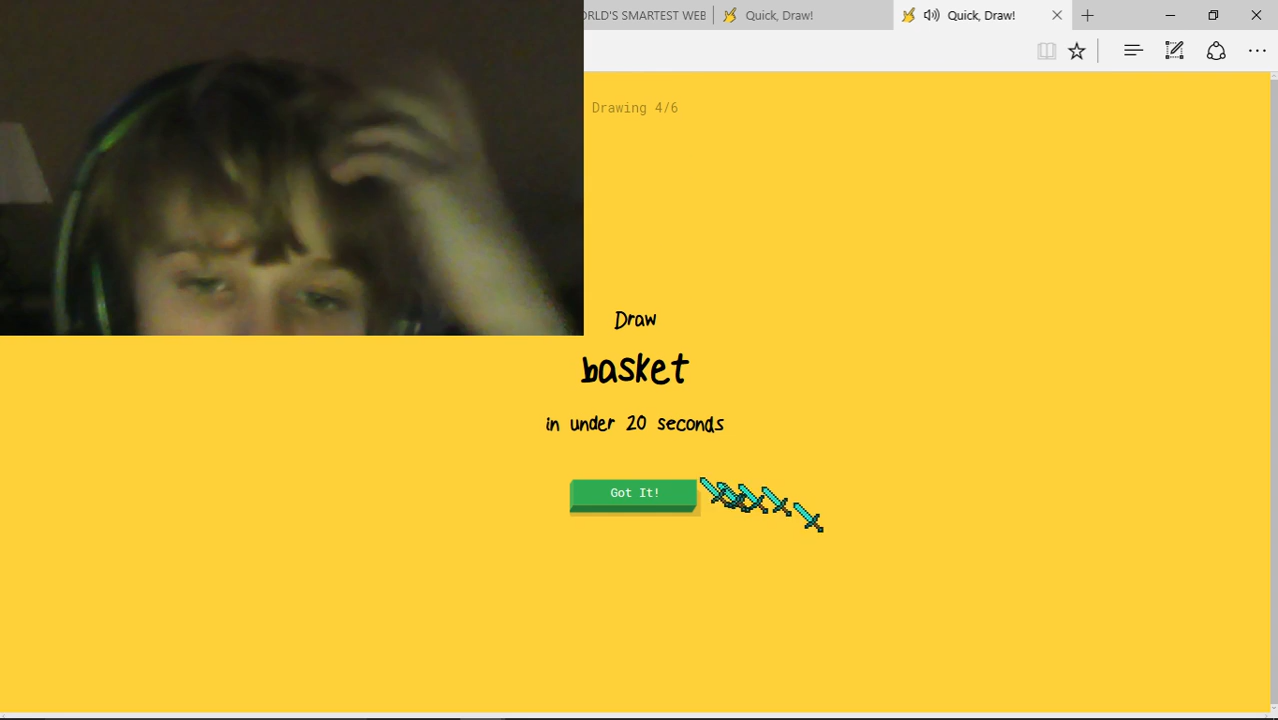 ORLD'S SMARTEST WEB
Quick, Draw!
Quick, Draw!
Drawing 4/6
Draw
basket
in under 20 seconds
Got It!